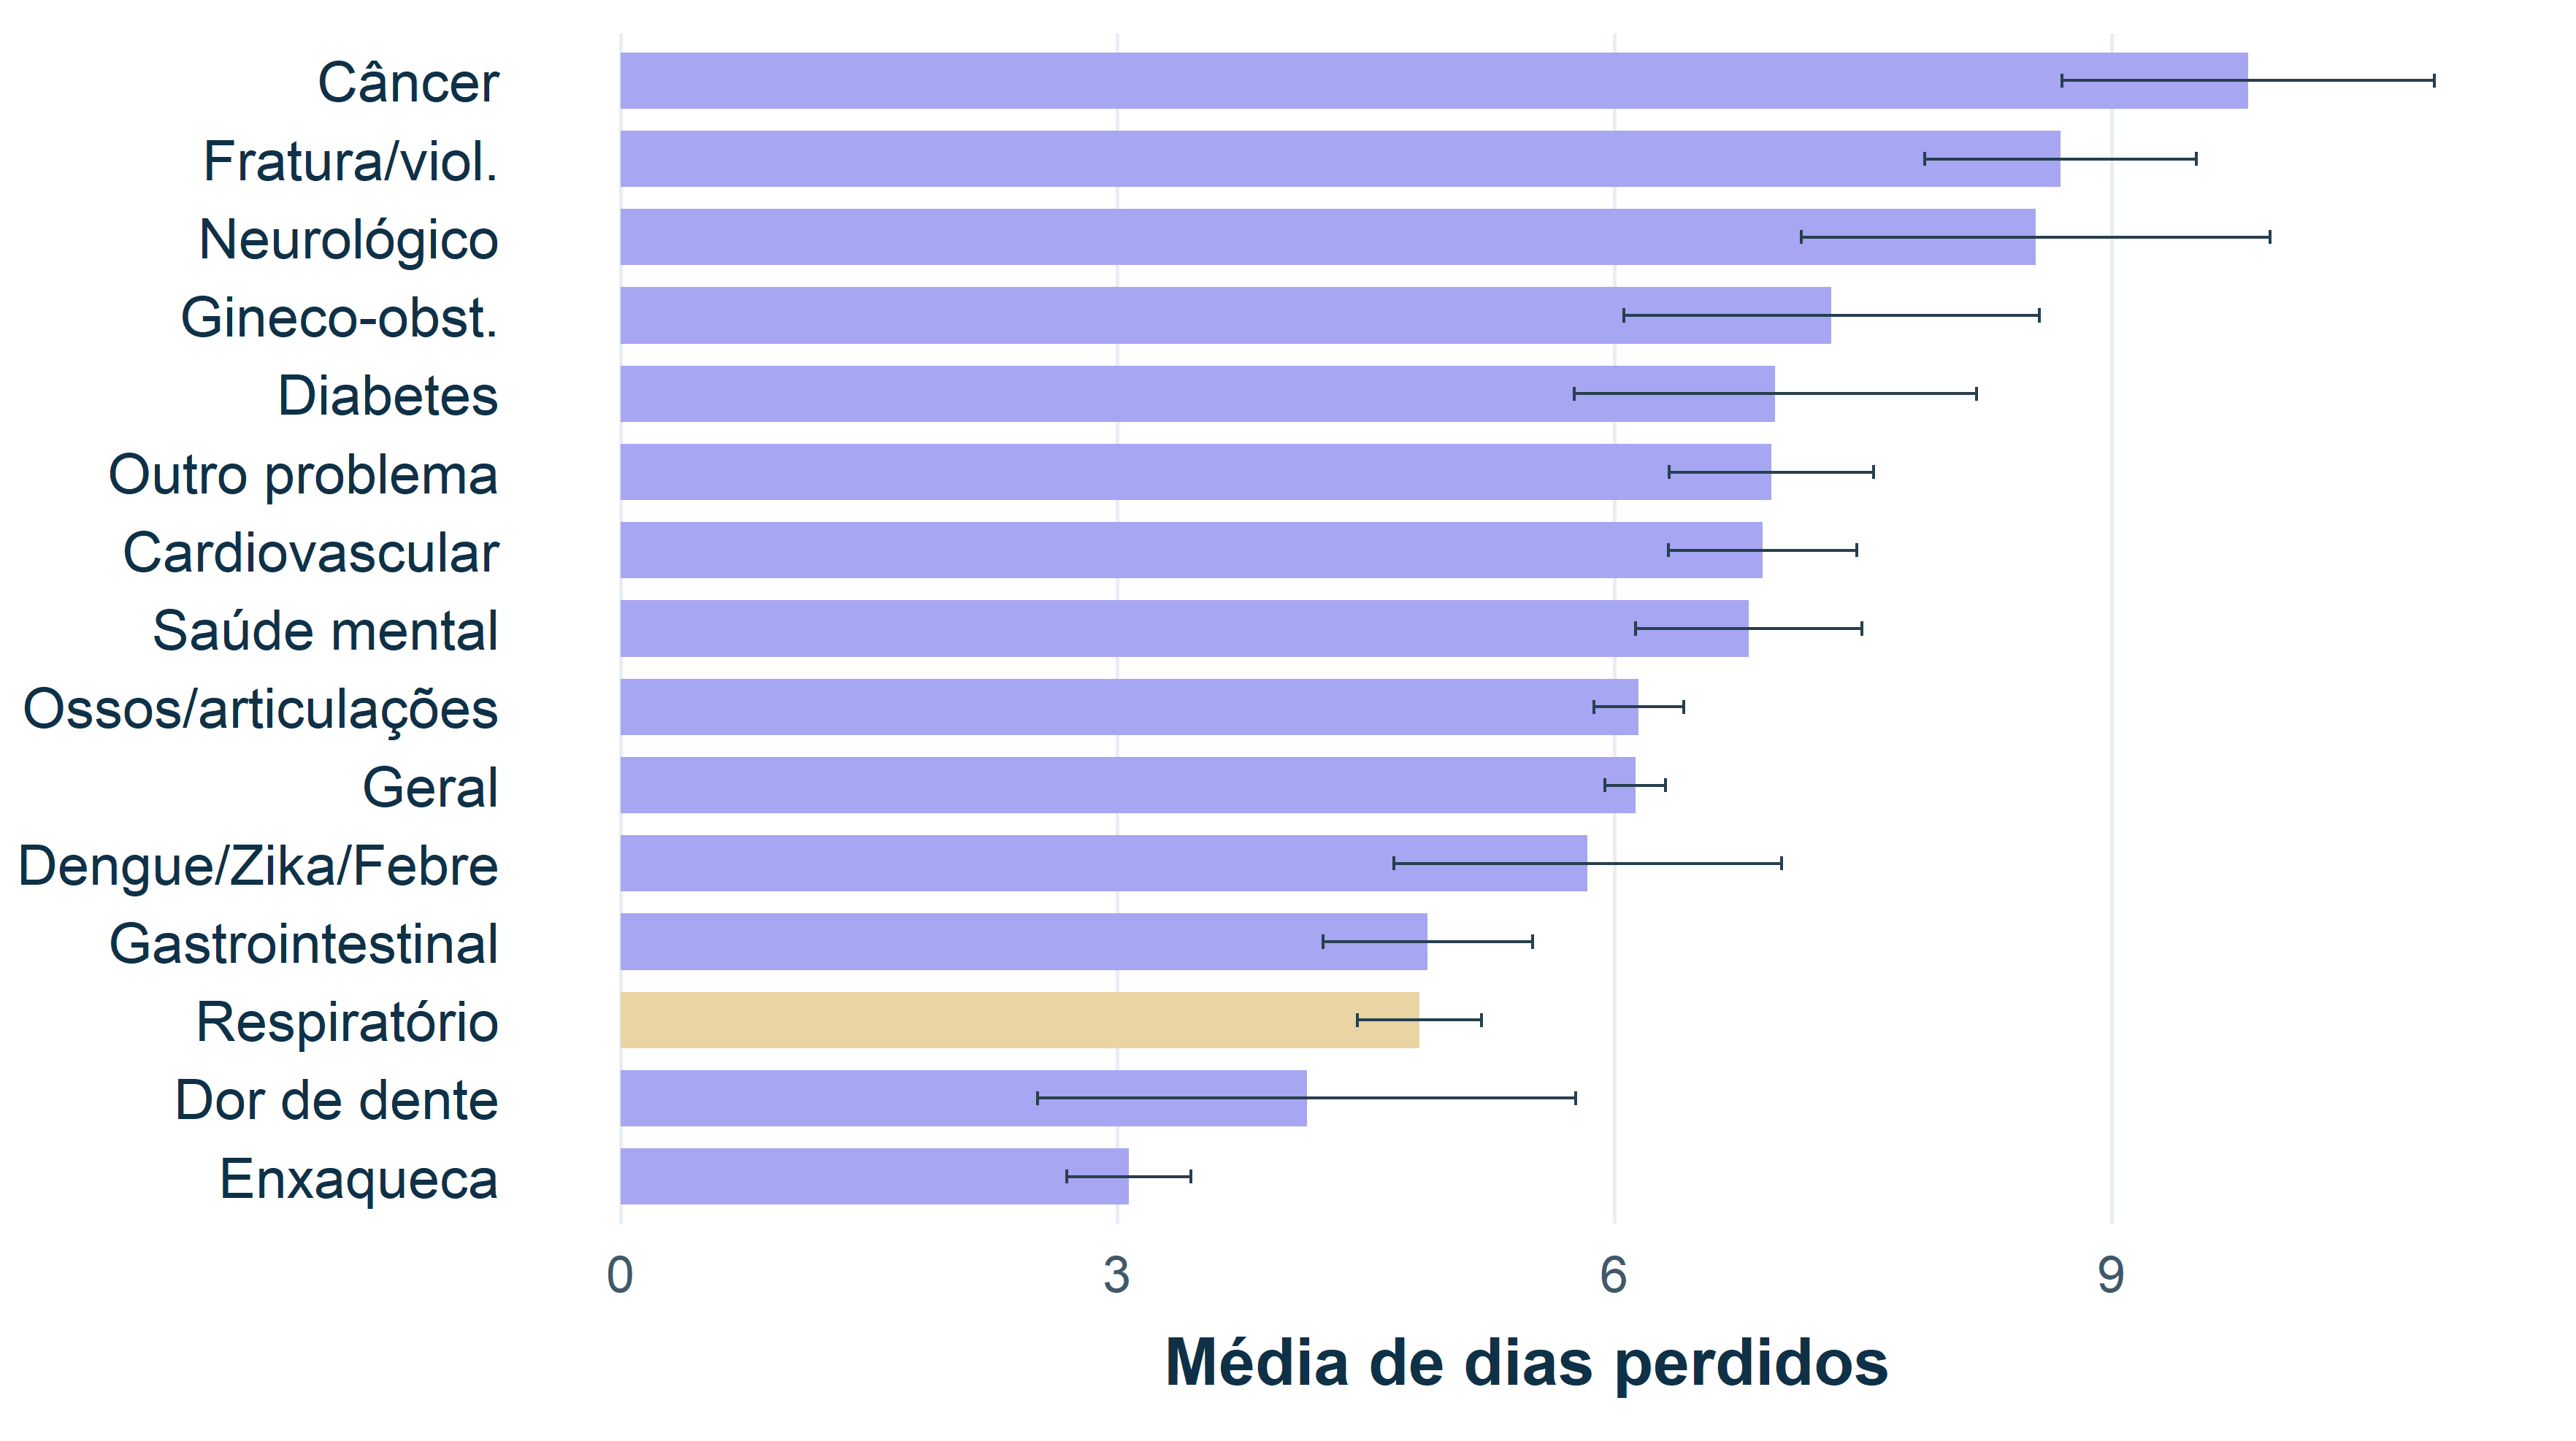 Câncer
Fratura/viol.
Neurológico
Gineco-obst.
Diabetes
Outro problema
Cardiovascular
Saúde mental
Ossos/articulações
Geral
Dengue/Zika/Febre
Gastrointestinal
Respiratório
Dor de dente
Enxaqueca
0 3 6 9
Média de dias perdidos